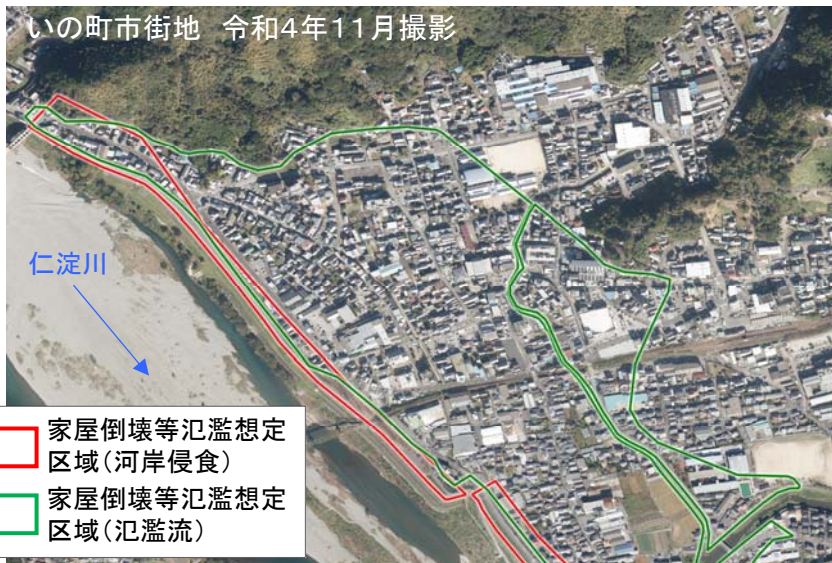 いの町市街地 令和4年11月撮影
仁淀川
家屋倒壊等氾濫想定
区域(河岸侵食)
家屋倒壊等氾濫想定
区域(氾濫流)